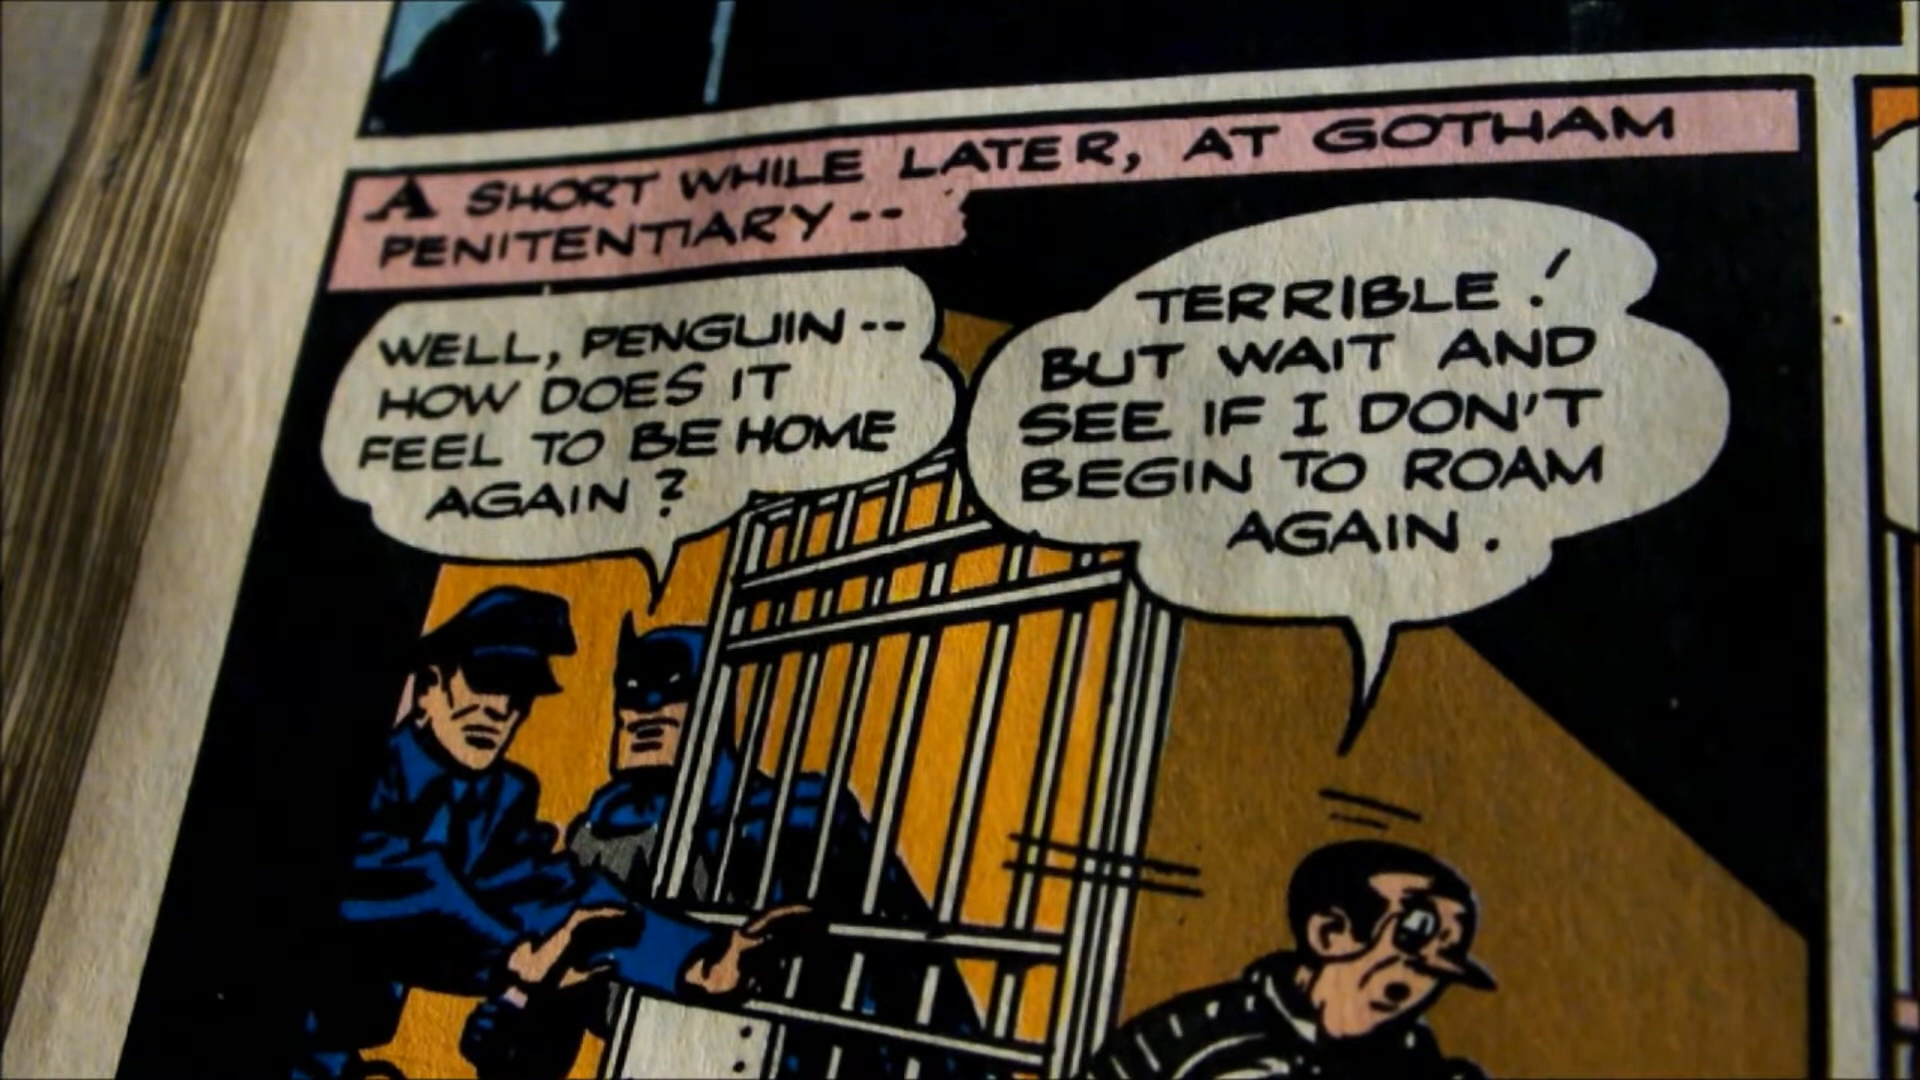 A SHORT WHILE LATER, AT GOTHAM
PENITENTIARY--
WELL, PENGUIN--
HOW DOES IT
FEEL TO BE HOME
AGAIN?
TERRIBLE!
BUT WAIT AND
SEE IF I DON'T
BEGIN TO ROAM
AGAIN.